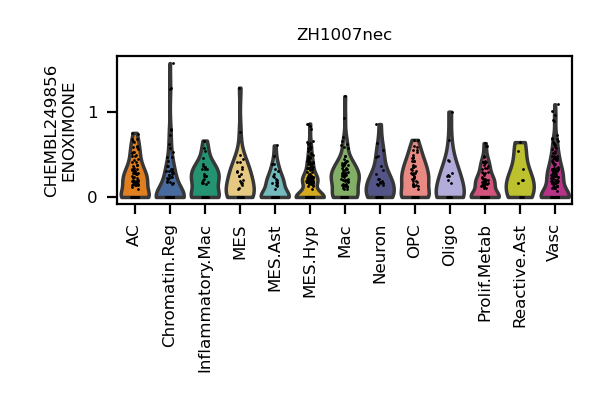 ZH1007nec
CHEMBL249856
ENOXIMONE
1
0
AC
Chromatin.Reg
Inflammatory.Mac
MES
MES.Ast
MES.Hyp
Mac
Neuron
OPC
Oligo
Prolif.Metab
Reactive.Ast
Vasc